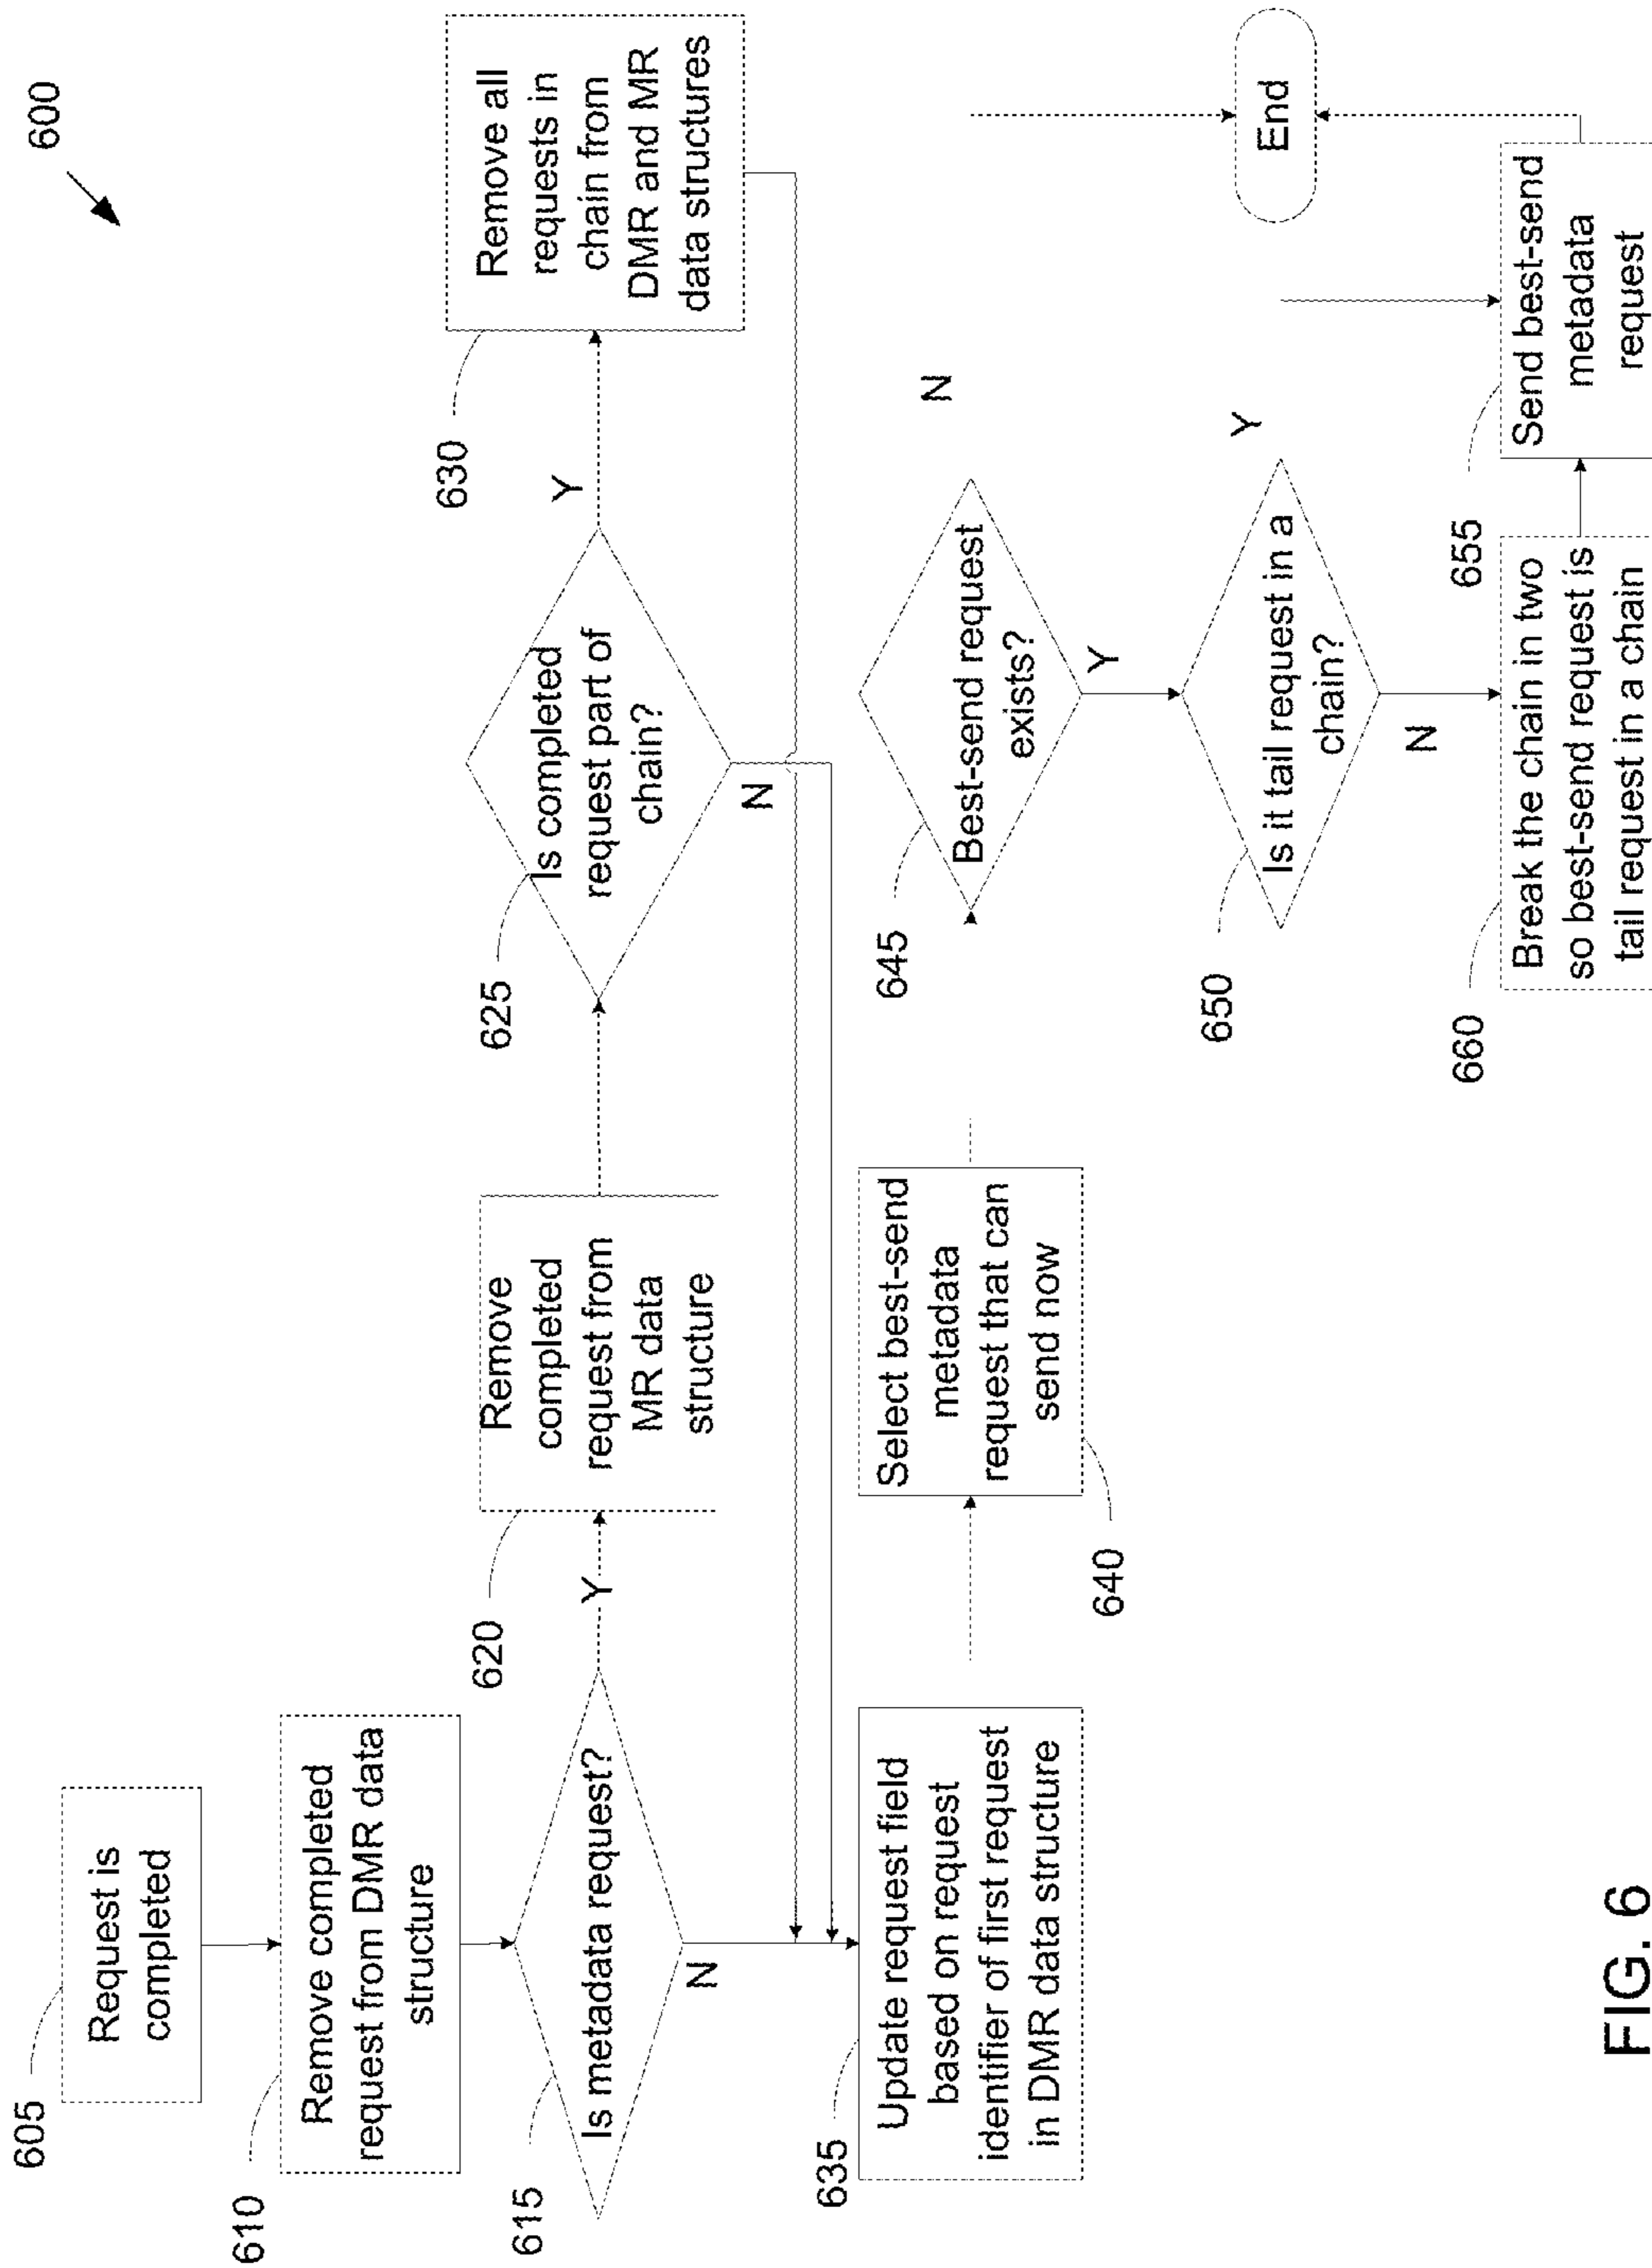 600
605
Request is
completed
610
Remove completed
request from DMR data
structure
615
Is metadata request?
Y
N
620
Remove
completed
request from
MR data
structure
625
Is completed
request part of
chain?
Y
N
630
Remove all
requests in
chain from
DMR and MR
data structures
635
Update request field
based on request
identifier of first request
in DMR data structure
640
Select best-send
metadata
request that can
send now
645
Best-send request
exists?
N
Y
650
Is it tail request in a
chain?
Y
N
660
Break the chain in two
so best-send request is
tail request in a chain
655
Send best-send
metadata
request
End
FIG. 6